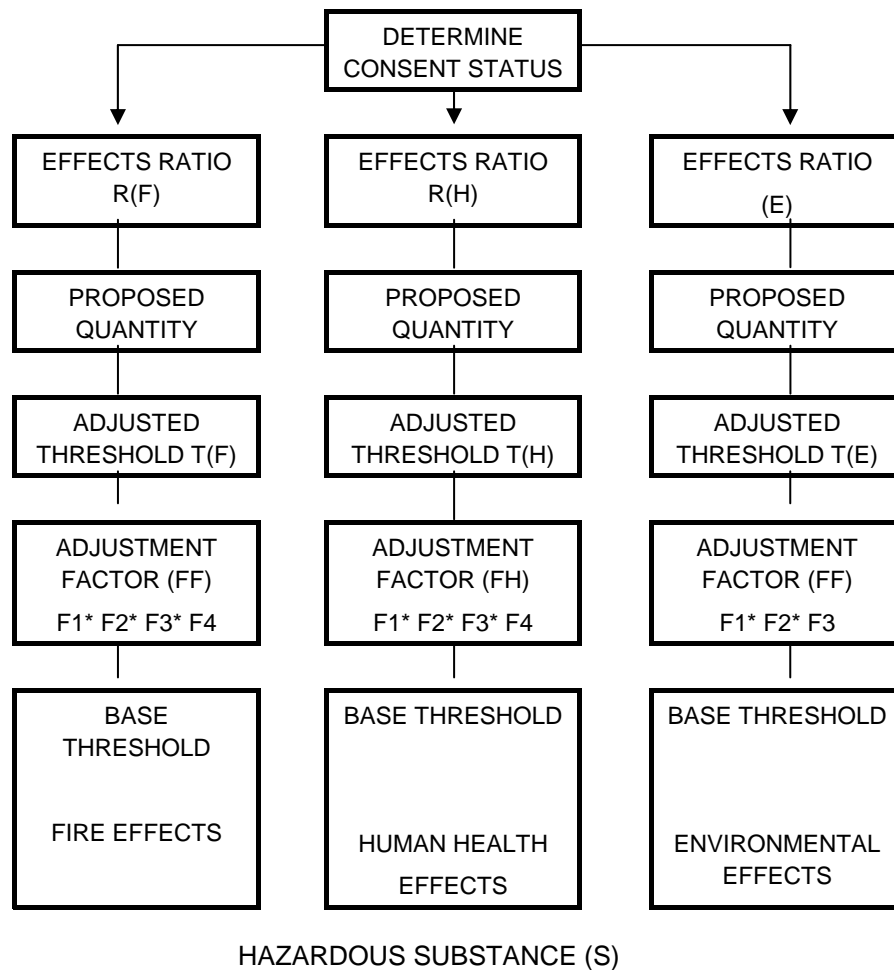 DETERMINE
CONSENT STATUS
EFFECTS RATIO
R(F)
EFFECTS RATIO
R(H)
EFFECTS RATIO
(E)
PROPOSED
QUANTITY
PROPOSED
QUANTITY
PROPOSED
QUANTITY
ADJUSTED
THRESHOLD T(F)
ADJUSTED
THRESHOLD T(H)
ADJUSTED
THRESHOLD T(E)
ADJUSTMENT
FACTOR (FF)
F1* F2* F3* F4
ADJUSTMENT
FACTOR (FH)
F1* F2* F3* F4
ADJUSTMENT
FACTOR (FF)
F1* F2* F3
BASE
THRESHOLD
FIRE EFFECTS
BASE THRESHOLD
HUMAN HEALTH
EFFECTS
BASE THRESHOLD
ENVIRONMENTAL
EFFECTS
HAZARDOUS SUBSTANCE (S)